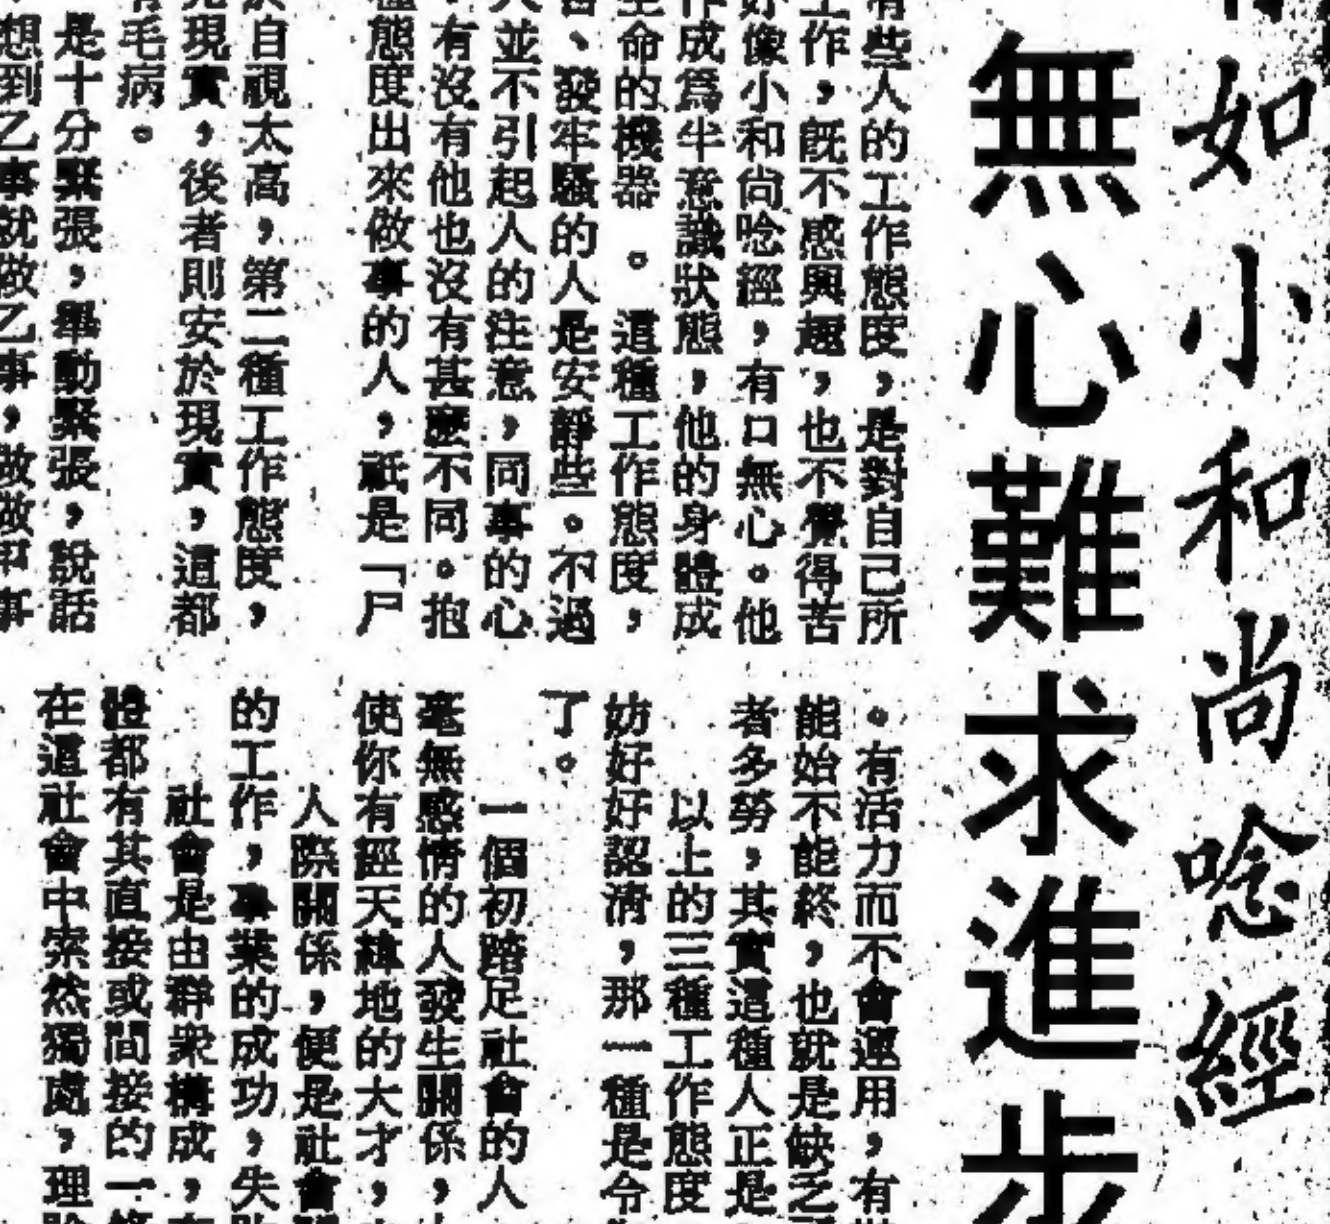 如小和尚唸經
無心難求進步
有些人的工作態度，是對自己所
工作，既不感興趣，也不覺得苦
好像小和尚唸經，有口無心。他
作成爲半意識狀態，他的身體成
生命的機器。這種工作態度，
、發牢騷的人是安靜些。不過
人並不引起人的注意，同事的心
，有沒有他也沒有甚麼不同。抱
種態度出來做事的人，祇是「尸
於自視太高，第二種工作態度，
現實，後者則安於現實，這都
有毛病。
是十分緊張，舉動緊張，說話
想到乙事就做乙事，做做甲事
。有活力而不會運用，有
能始不能終，也就是缺乏
者多勞，其實這種人正是
以上的三種工作態度
妨好好認清，那一種是令
了。
一個初踏足社會的人
毫無感情的人發生關係，
使你有經天緯地的大才，
人際關係，便是社會
的工作，事業的成功，失
社會是由群衆構成，
體都有其直接或間接的一
在這社會中索然獨處，理